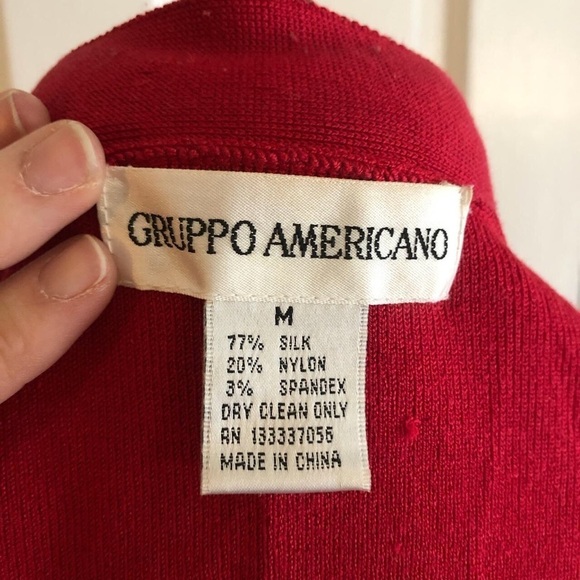 GRUPPO AMERICANO
M
77% SILK
20% NYLON
3% SPANDEX
DRY CLEAN ONLY
RN 133337056
MADE IN CHINA